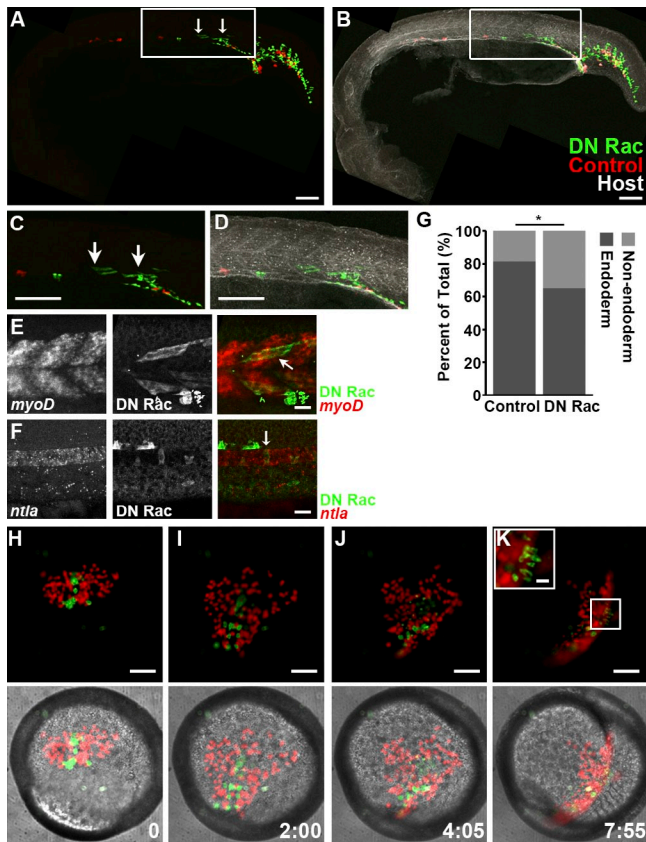 A
B
DN Rac
Control
Host
C
D
G
*
Percent of Total (%)
100
80
60
40
20
0
Control DN Rac
Endoderm
Non-endoderm
E
myoD
DN Rac
DN Rac
myoD
F
ntla
DN Rac
DN Rac
ntla
H
I
J
K
0
2:00
4:05
7:55